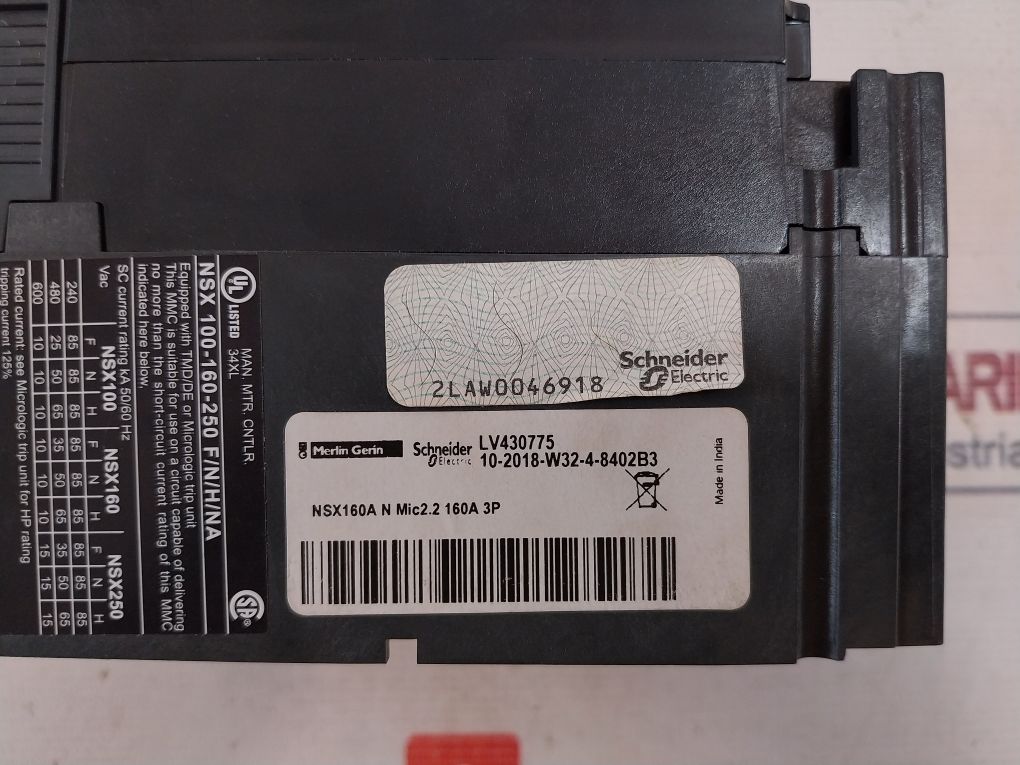 Schneider
Electric
2LAW0046918
Merlin Gerin
Schneider
Electric
LV430775
10-2018-W32-4-8402B3
NSX160A N Mic2.2 160A 3P
Made in India
UL LISTED MAN. MTR. CNTLR.
34XL
SA
NSX 100-160-250 F/N/H/NA
Equipped with TMD/DE or Micrologic trip unit
This MMC is suitable for use on a circuit capable of delivering
no more than the short-circuit current rating of this MMC
indicated here below.
SC current rating kA 50/60 Hz
Vac NSX100 NSX160 NSX250
F N H F N H F N H
240 85 85 85 85 85 85 85 85 85
480 25 50 65 35 50 65 35 50 65
600 10 10 10 10 10 10 15 15 15
Rated current: see Micrologic trip unit for HP rating
tripping current 125%